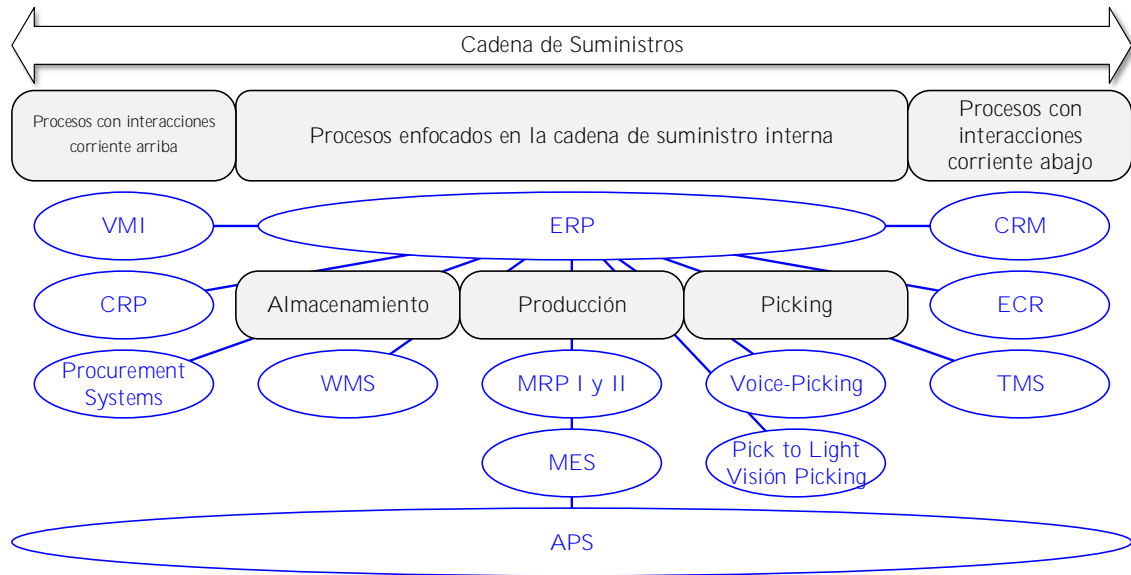 Cadena de Suministros
Procesos con interacciones
corriente arriba
Procesos enfocados en la cadena de suministro interna
Procesos con
interacciones
corriente abajo
VMI
ERP
CRM
CRP
Almacenamiento
Producción
Picking
ECR
Procurement
Systems
WMS
MRP I y II
Voice-Picking
TMS
MES
Pick to Light
Visión Picking
APS